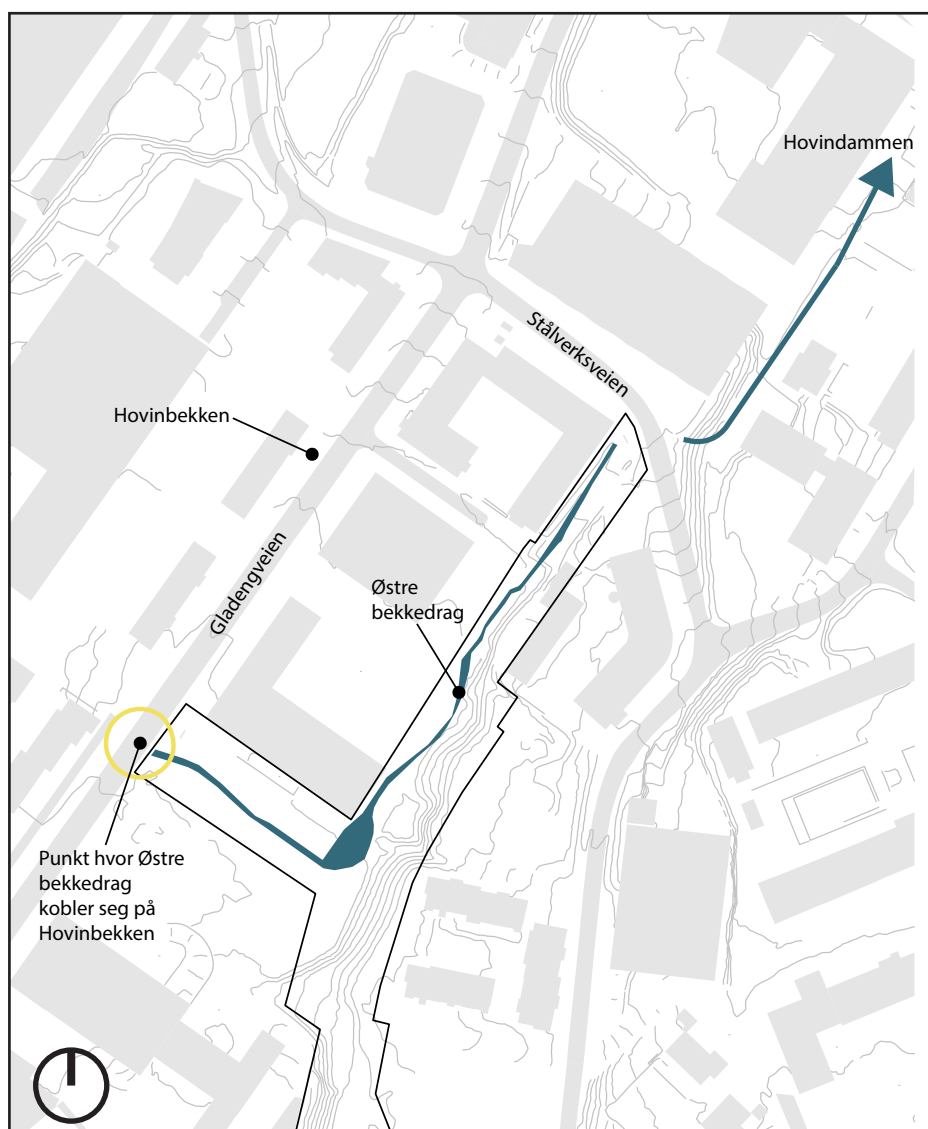 Hovindammen
Stålverksveien
Hovinbekken
Gladengveien
Østre
bekkedrag
Punkt hvor Østre
bekkedrag
kobler seg på
Hovinbekken